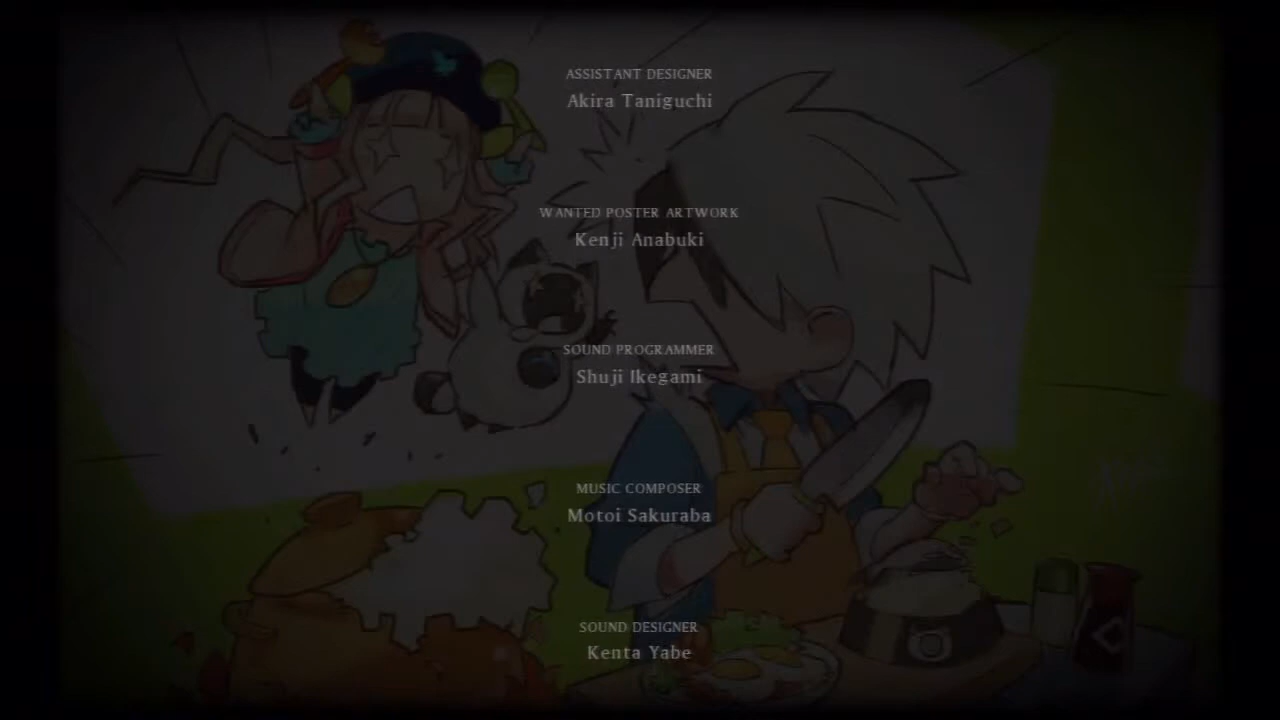 ASSISTANT DESIGNER
Akira Taniguchi
WANTED POSTER ARTWORK
Kenji Anabuki
SOUND PROGRAMMER
Shuji Ikegami
MUSIC COMPOSER
Motoi Sakuraba
SOUND DESIGNER
Kenta Yabe